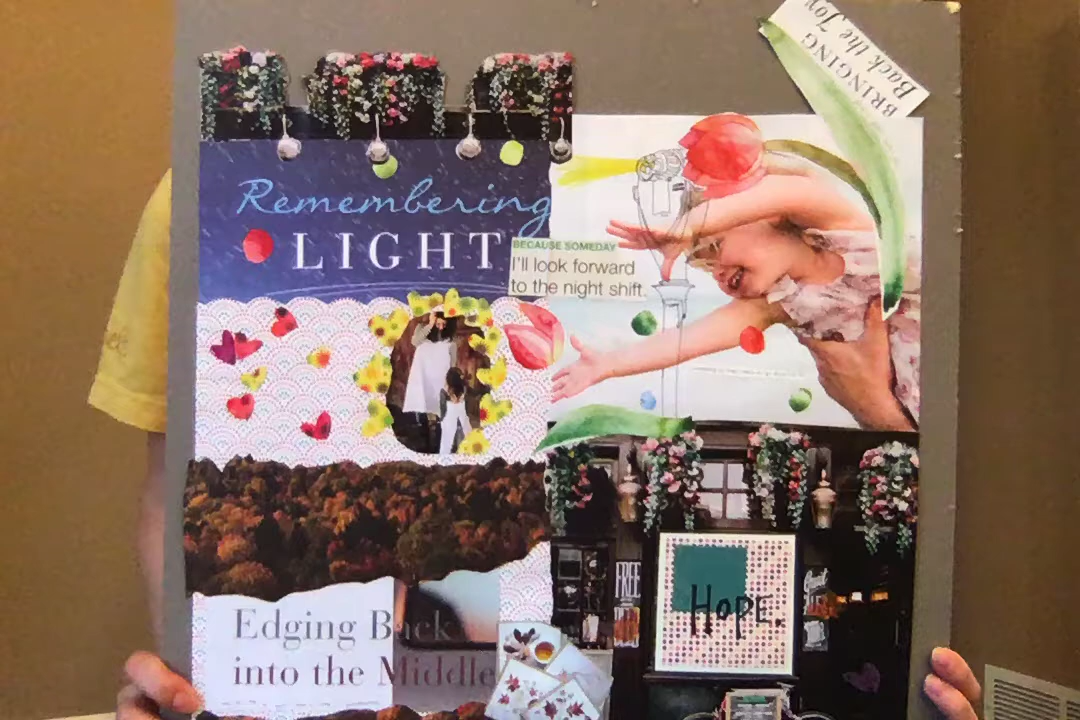 BRINGING
Back the Joy
Remembering
LIGHT
BECAUSE SOMEDAY
I'll look forward
to the night shift.
FREE
HOPE.
Edging Back
into the Middle